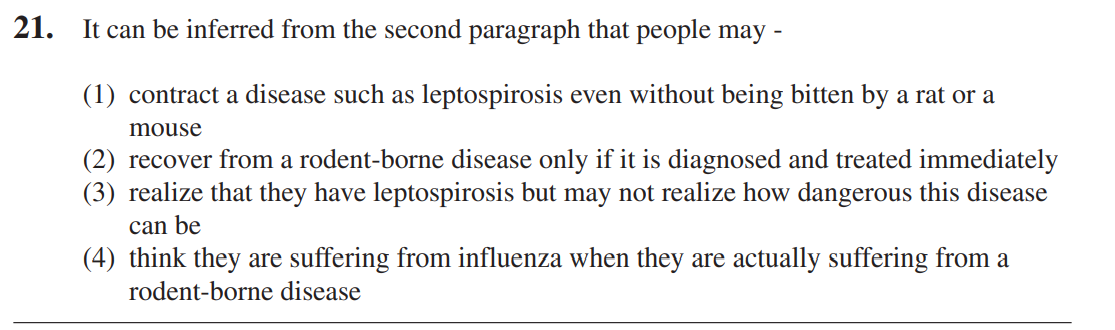 21. It can be inferred from the second paragraph that people may -
(1) contract a disease such as leptospirosis even without being bitten by a rat or a
mouse
(2) recover from a rodent-borne disease only if it is diagnosed and treated immediately
(3) realize that they have leptospirosis but may not realize how dangerous this disease
can be
(4) think they are suffering from influenza when they are actually suffering from a
rodent-borne disease